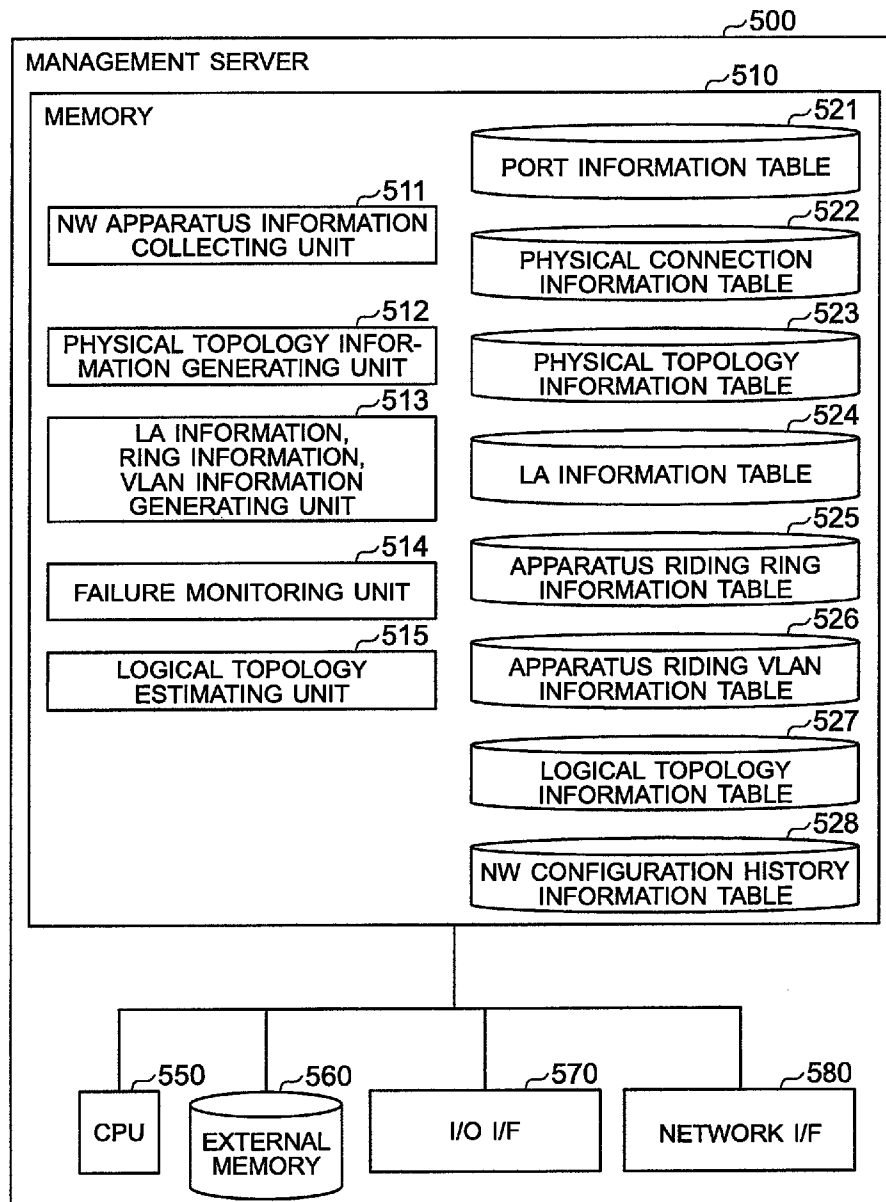 500
MANAGEMENT SERVER
510
MEMORY
521
PORT INFORMATION TABLE
511
NW APPARATUS INFORMATION
COLLECTING UNIT
522
PHYSICAL CONNECTION
INFORMATION TABLE
512
PHYSICAL TOPOLOGY INFOR-
MATION GENERATING UNIT
523
PHYSICAL TOPOLOGY
INFORMATION TABLE
513
LA INFORMATION,
RING INFORMATION,
VLAN INFORMATION
GENERATING UNIT
524
LA INFORMATION TABLE
514
FAILURE MONITORING UNIT
525
APPARATUS RIDING RING
INFORMATION TABLE
515
LOGICAL TOPOLOGY
ESTIMATING UNIT
526
APPARATUS RIDING VLAN
INFORMATION TABLE
527
LOGICAL TOPOLOGY
INFORMATION TABLE
528
NW CONFIGURATION HISTORY
INFORMATION TABLE
550
CPU
560
EXTERNAL
MEMORY
570
I/O I/F
580
NETWORK I/F